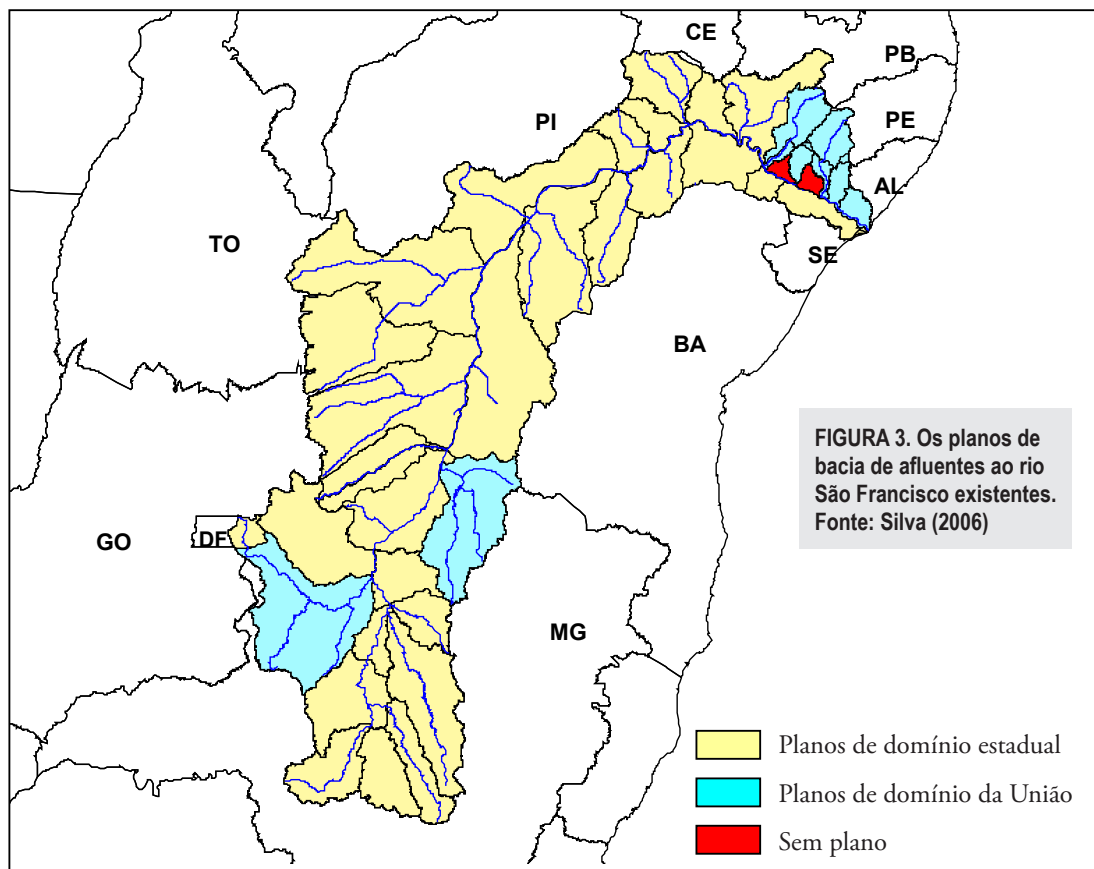 CE
PB
PI
PE
AL
TO
SE
BA
FIGURA 3. Os planos de
bacia de afluentes ao rio
São Francisco existentes.
Fonte: Silva (2006)
GO
DF
MG
Planos de domínio estadual
Planos de domínio da União
Sem plano